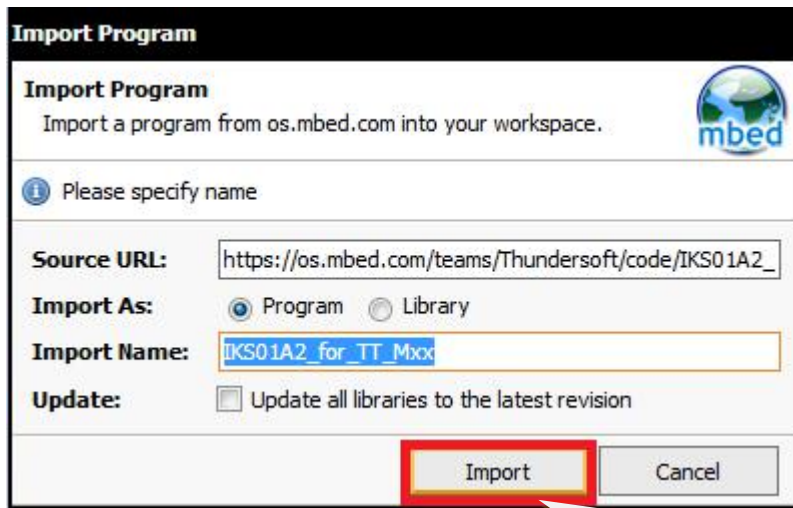 Import Program
Import Program
Import a program from os.mbed.com into your workspace.
mbed
Please specify name
Source URL: https://os.mbed.com/teams/Thundersoft/code/IKS01A2_
Import As: Program Library
Import Name: IKS01A2_for_TT_Mxx
Update: Update all libraries to the latest revision
Import Cancel